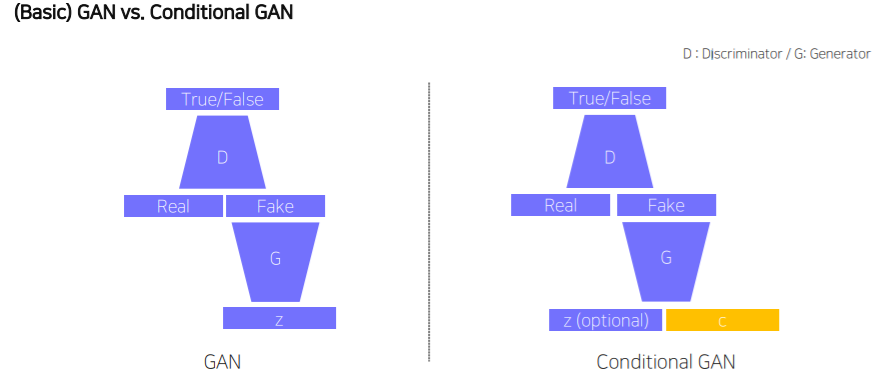 (Basic) GAN vs. Conditional GAN
D : Discriminator / G: Generator
True/False
D
Real
Fake
G
z
GAN
True/False
D
Real
Fake
G
z (optional)
c
Conditional GAN